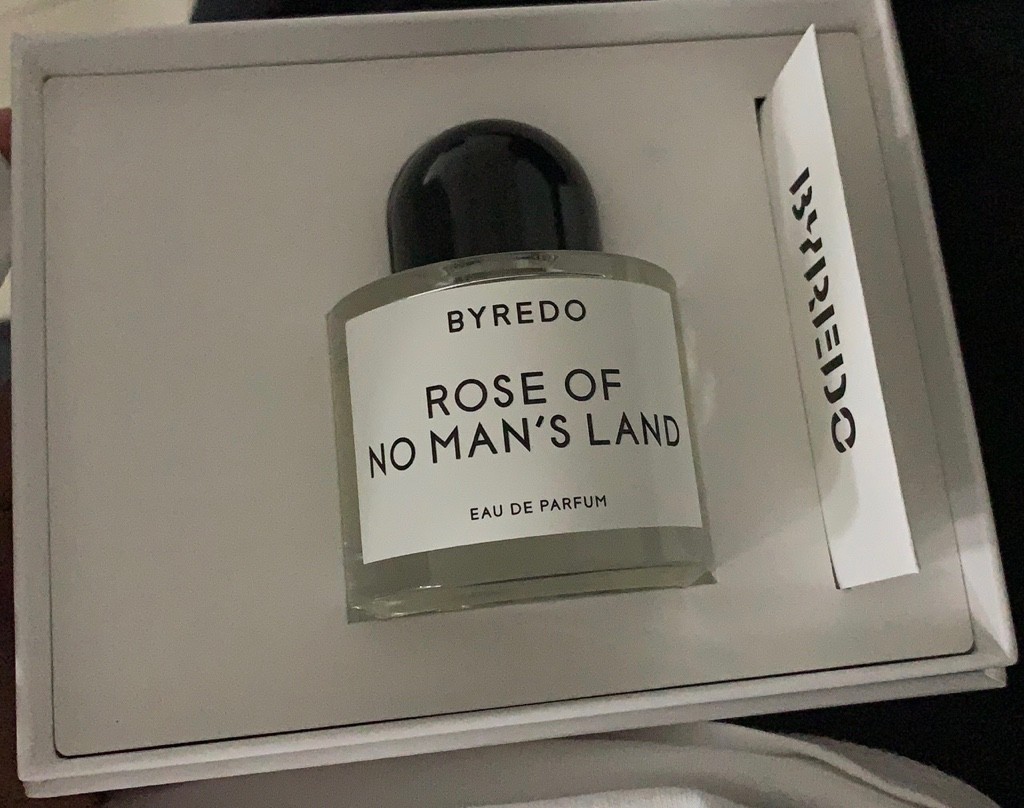 BYREDO
ROSE OF
NO MAN'S LAND
EAU DE PARFUM
BYREDO